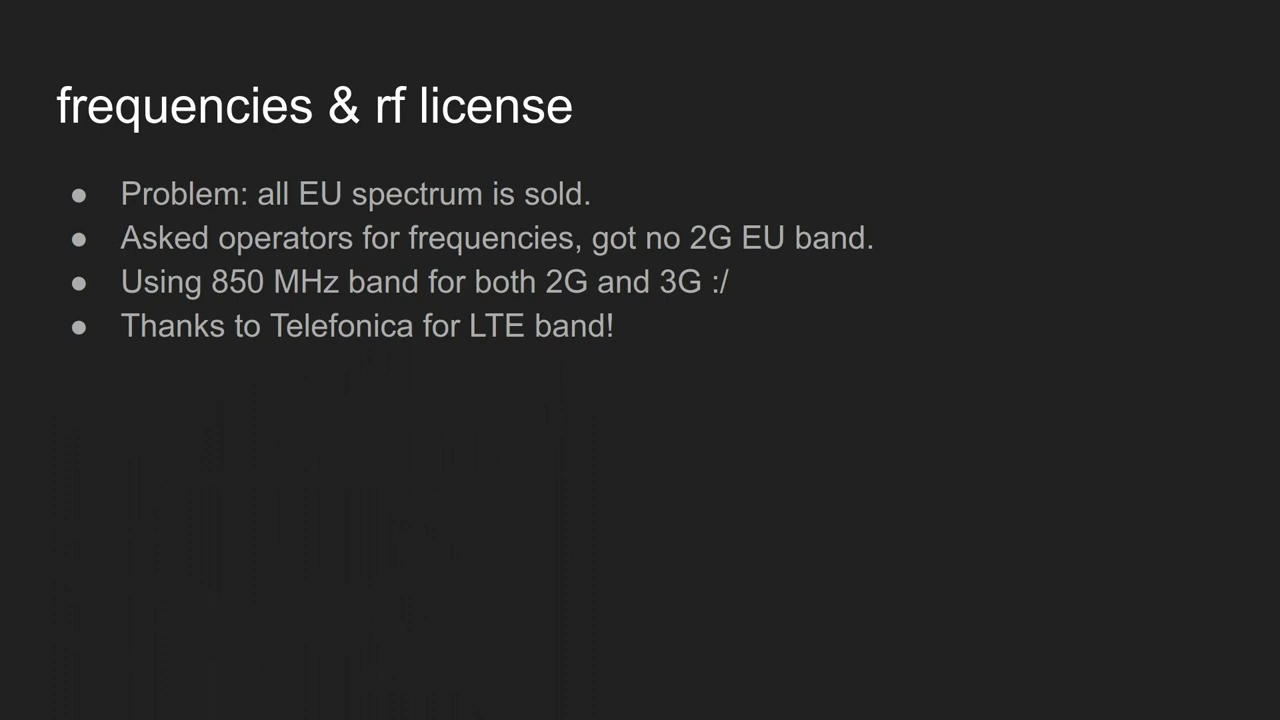 frequencies & rf license
● Problem: all EU spectrum is sold.
● Asked operators for frequencies, got no 2G EU band.
● Using 850 MHz band for both 2G and 3G :/
● Thanks to Telefonica for LTE band!